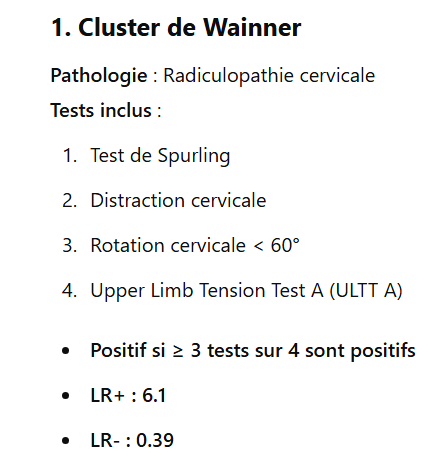 1. Cluster de Wainner
Pathologie : Radiculopathie cervicale
Tests inclus :
1. Test de Spurling
2. Distraction cervicale
3. Rotation cervicale < 60°
4. Upper Limb Tension Test A (ULTT A)
• Positif si ≥ 3 tests sur 4 sont positifs
• LR+ : 6.1
• LR- : 0.39